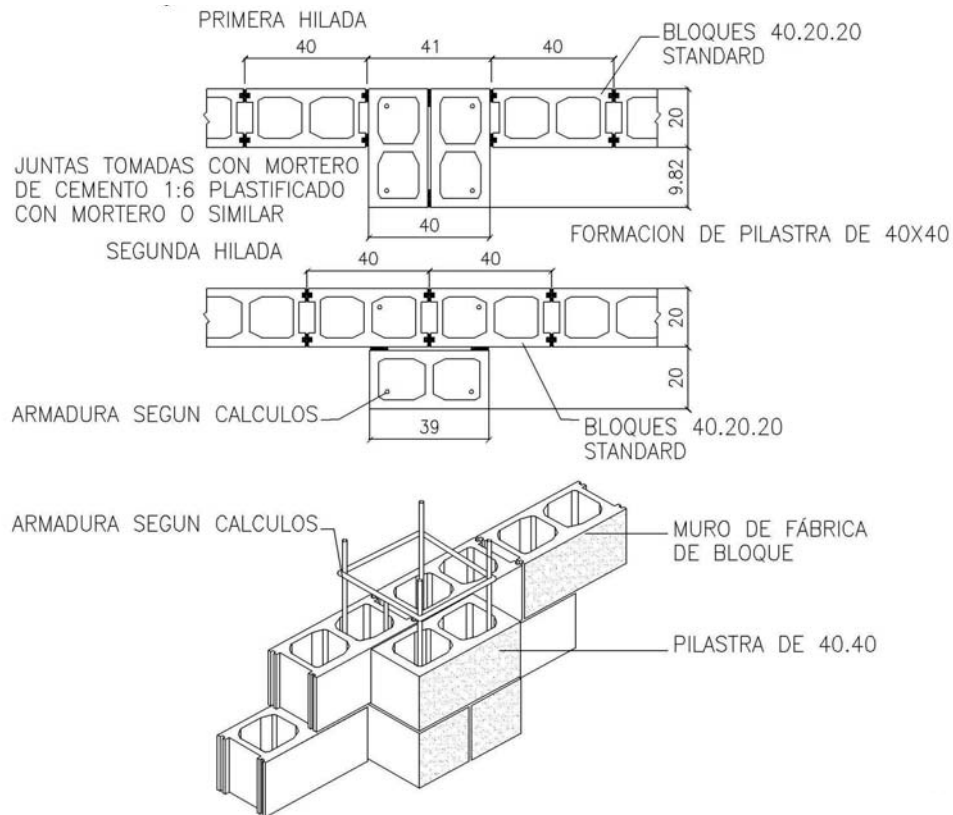 PRIMERA HILADA
40
41
40
BLOQUES 40.20.20
STANDARD
20
9.82
JUNTAS TOMADAS CON MORTERO
DE CEMENTO 1:6 PLASTIFICADO
CON MORTERO O SIMILAR
40
FORMACION DE PILASTRA DE 40X40
SEGUNDA HILADA
40
40
20
20
ARMADURA SEGUN CALCULOS
39
BLOQUES 40.20.20
STANDARD
ARMADURA SEGUN CALCULOS
MURO DE FÁBRICA
DE BLOQUE
PILASTRA DE 40.40